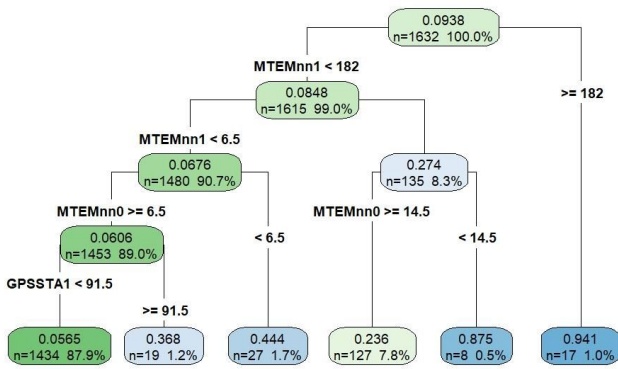 0.0938
n=1632 100.0%
MTEMnn1 < 182
>= 182
0.0848
n=1615 99.0%
MTEMnn1 < 6.5
0.0676
n=1480 90.7%
0.274
n=135 8.3%
MTEMnn0 >= 6.5
< 6.5
MTEMnn0 >= 14.5
< 14.5
0.0606
n=1453 89.0%
GPSSTA1 < 91.5
>= 91.5
0.0565
n=1434 87.9%
0.368
n=19 1.2%
0.444
n=27 1.7%
0.236
n=127 7.8%
0.875
n=8 0.5%
0.941
n=17 1.0%